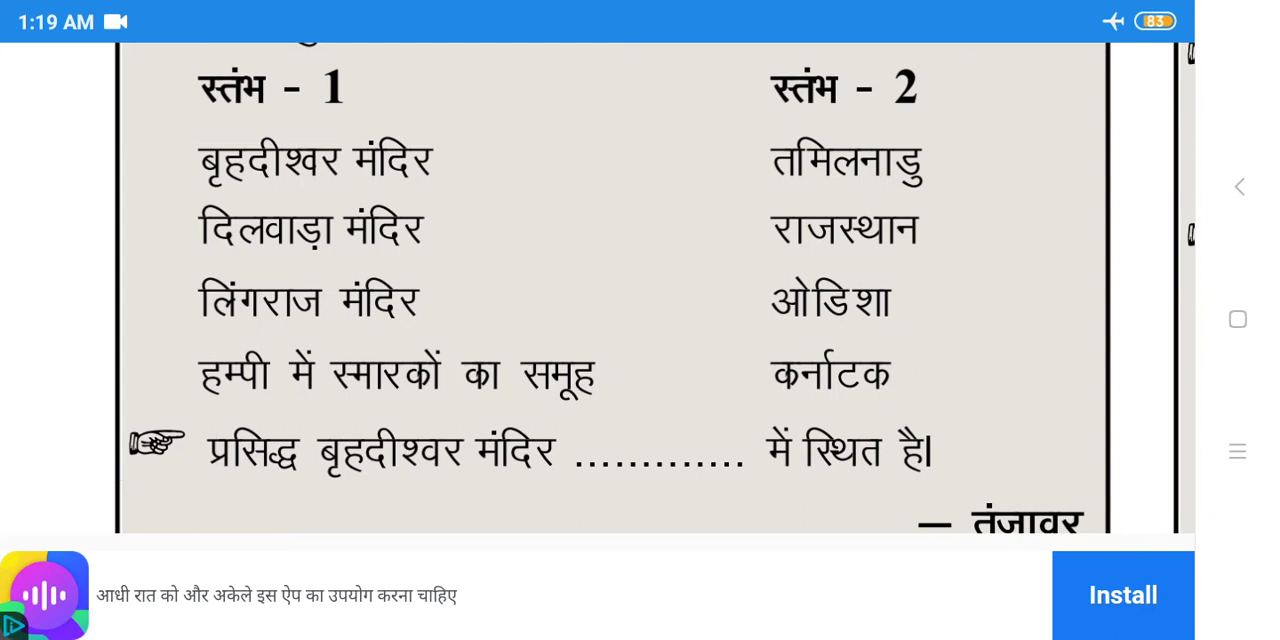 1:19 AM
83
स्तंभ - 1 स्तंभ - 2
बृहदीश्वर मंदिर तमिलनाडु
दिलवाड़ा मंदिर राजस्थान
लिंगराज मंदिर ओडिशा
हम्पी में स्मारकों का समूह कर्नाटक
प्रसिद्ध बृहदीश्वर मंदिर ............. में स्थित है।
— तंजावर
आधी रात को और अकेले इस ऐप का उपयोग करना चाहिए
Install